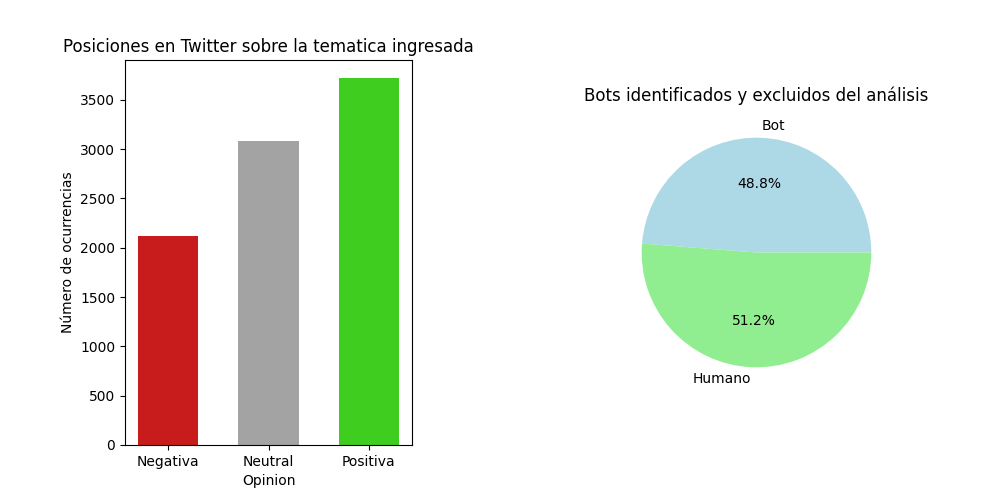 Posiciones en Twitter sobre la tematica ingresada
Número de ocurrencias
3500
3000
2500
2000
1500
1000
500
0
Negativa
Neutral
Positiva
Opinion
Bots identificados y excluidos del análisis
Bot
48.8%
51.2%
Humano